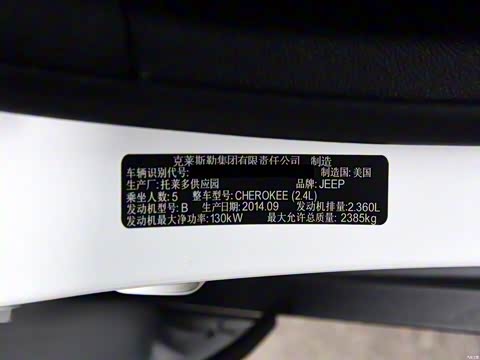 克莱斯勒集团有限责任公司 制造
车辆识别代号: 制造国: 美国
生产厂: 托莱多供应园 品牌: JEEP
乘坐人数: 5 整车型号: CHEROKEE (2.4L)
发动机型号: B 生产日期: 2014.09 发动机排量: 2.360L
发动机最大净功率: 130kW 最大允许总质量: 2385kg